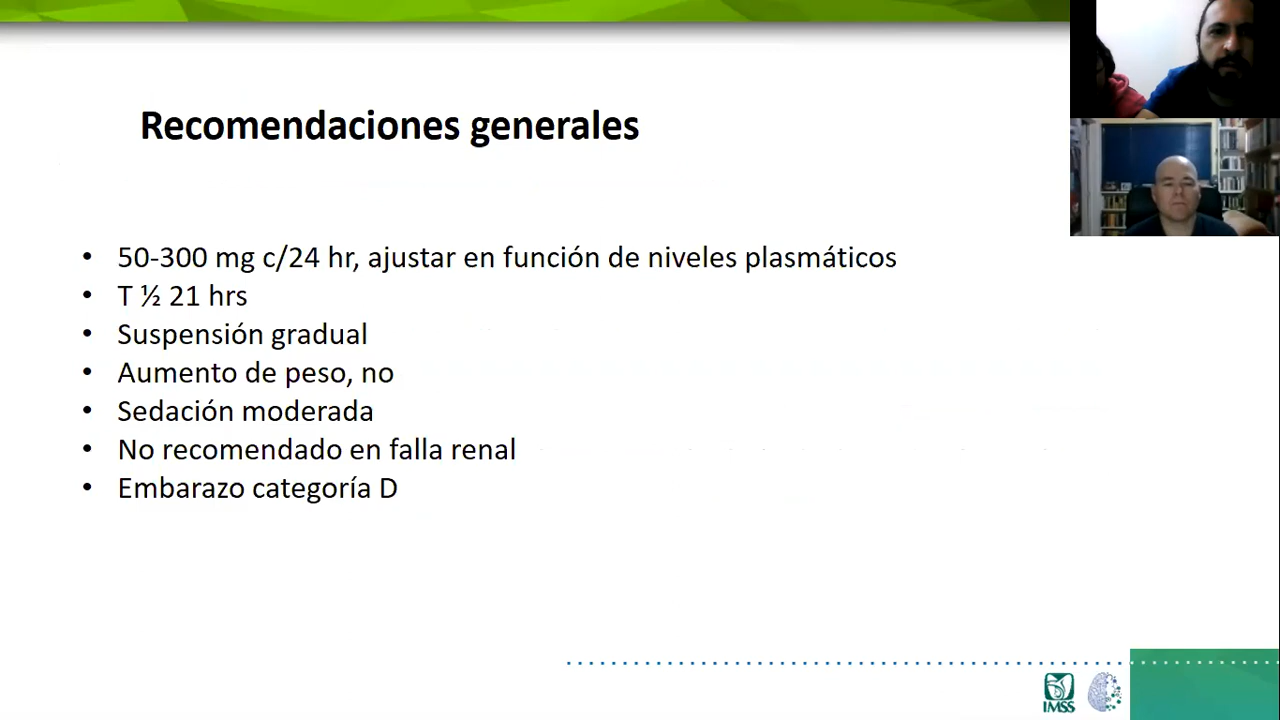 Recomendaciones generales
• 50-300 mg c/24 hr, ajustar en función de niveles plasmáticos
• T ½ 21 hrs
• Suspensión gradual
• Aumento de peso, no
• Sedación moderada
• No recomendado en falla renal
• Embarazo categoría D
IMSS